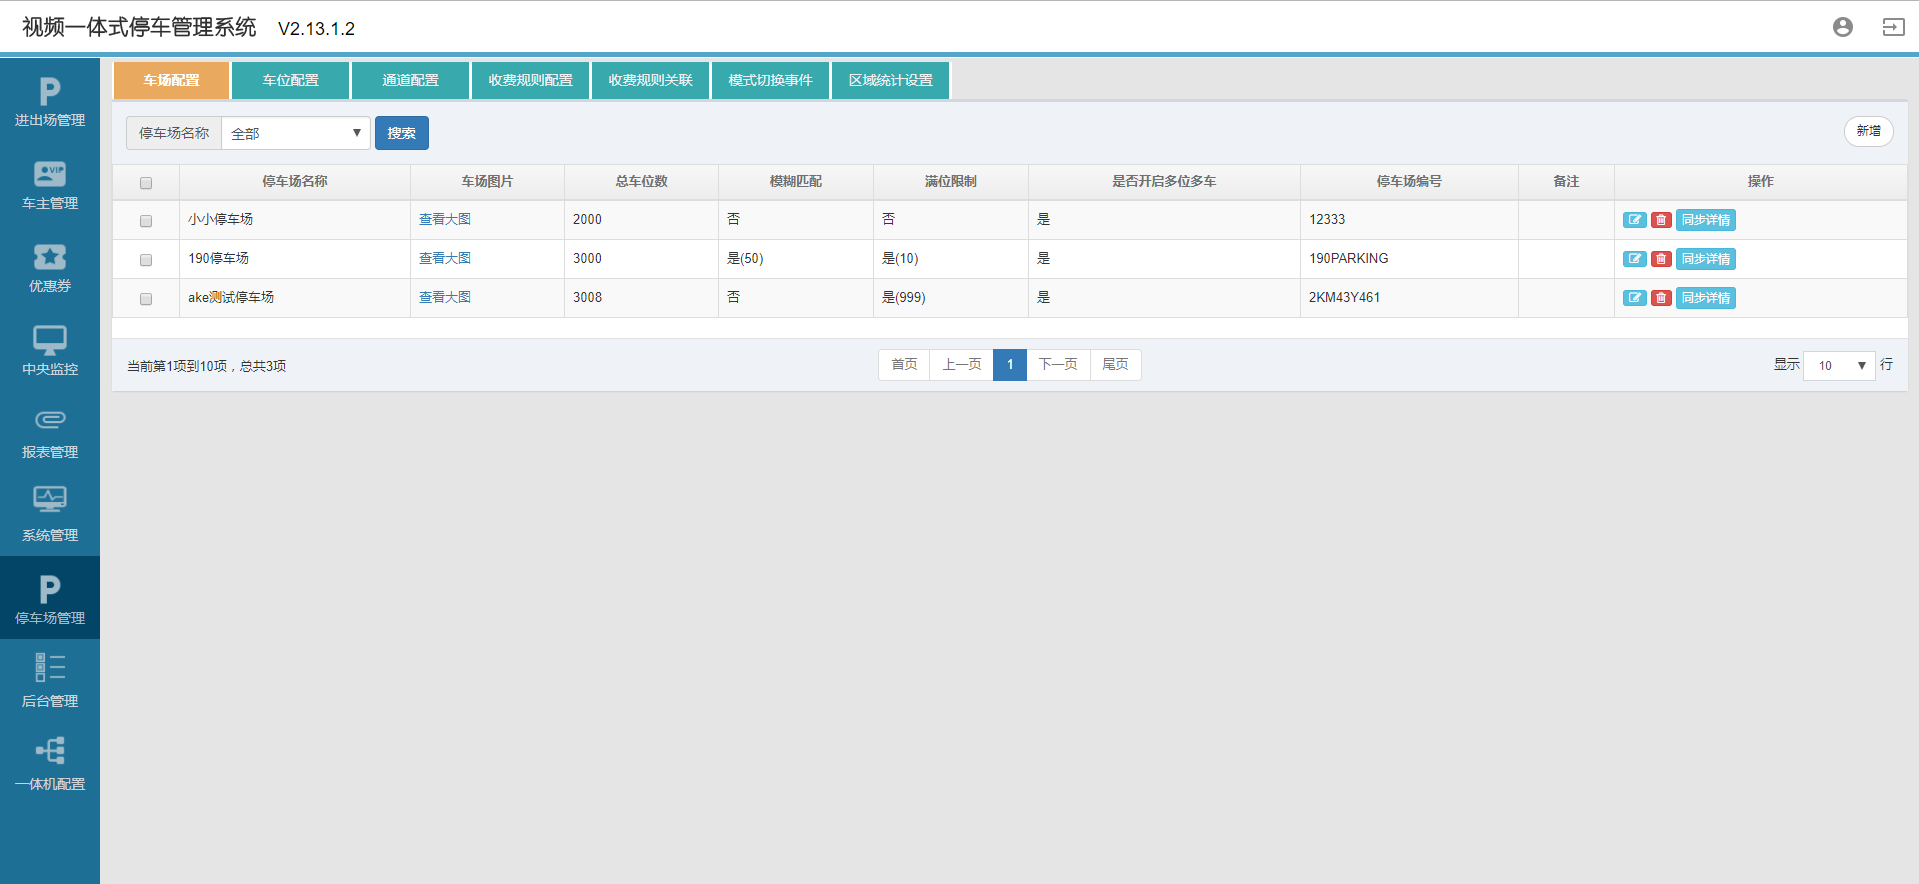 视频一体式停车管理系统 V2.13.1.2
进出场管理
VIP
车主管理
优惠券
中央监控
报表管理
系统管理
停车场管理
后台管理
一体机配置
车场配置 车位配置 通道配置 收费规则配置 收费规则关联 模式切换事件 区域统计设置
停车场名称 全部 搜索 新增
停车场名称 车场图片 总车位数 模糊匹配 满位限制 是否开启多位多车 停车场编号 备注 操作
小小停车场 查看大图 2000 否 否 是 12333 同步详情
190停车场 查看大图 3000 是(50) 是(10) 是 190PARKING 同步详情
ake测试停车场 查看大图 3008 否 是(999) 是 2KM43Y461 同步详情
当前第1项到10项，总共3项 首页 上一页 1 下一页 尾页 显示 10 行